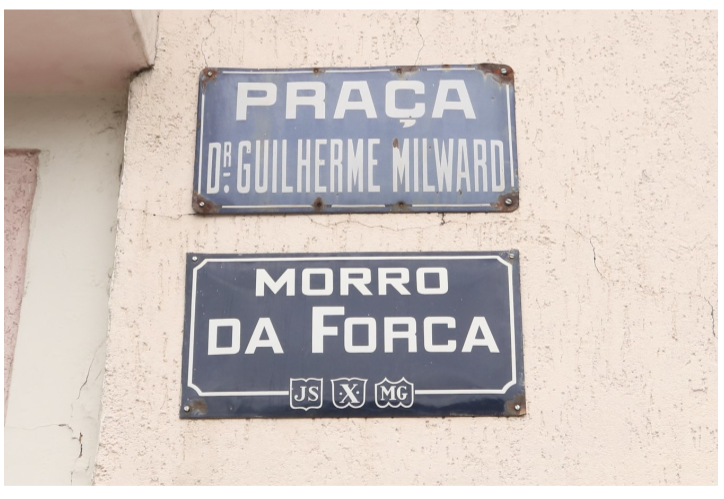 PRAÇA
DR. GUILHERME MILWARD
MORRO
DA FORCA
JS X MG